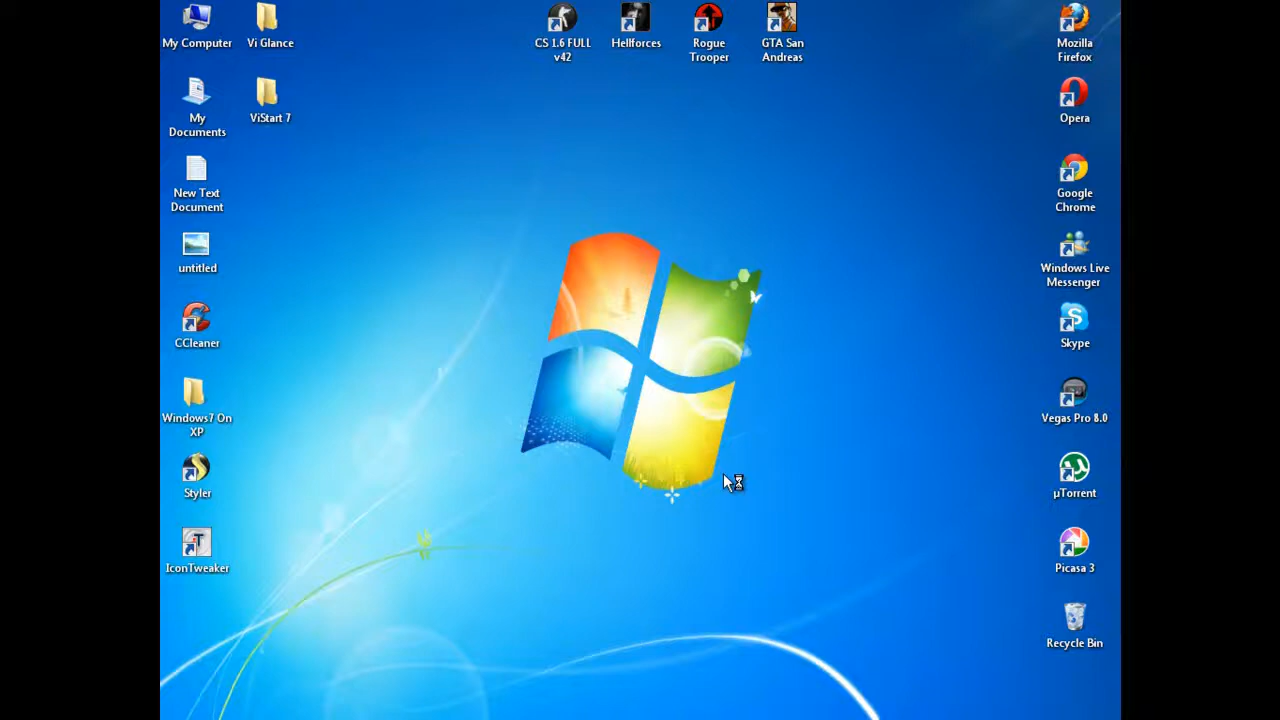 My Computer
Vi Glance
CS 1.6 FULL
v42
Hellforces
Rogue
Trooper
GTA San
Andreas
Mozilla
Firefox
My
Documents
ViStart 7
Opera
New Text
Document
Google
Chrome
untitled
Windows Live
Messenger
CCleaner
Skype
Windows7 On
XP
Vegas Pro 8.0
Styler
µTorrent
IconTweaker
Picasa 3
Recycle Bin